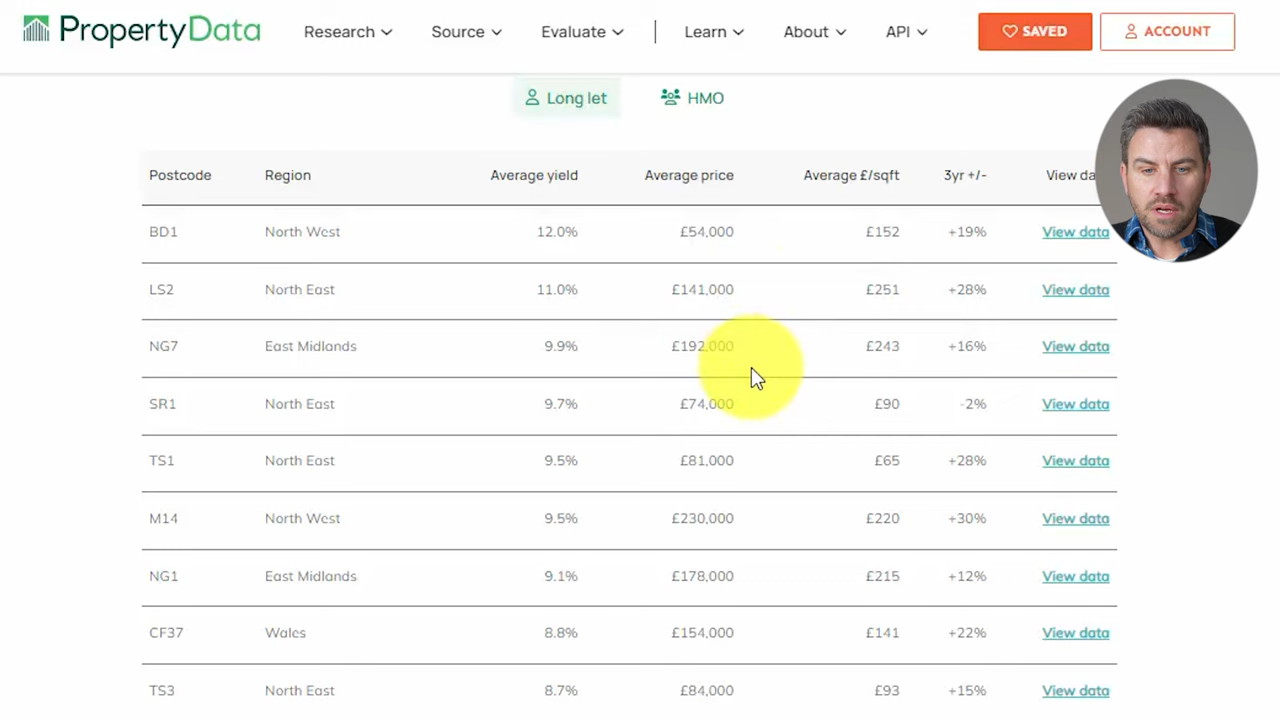 PropertyData Research Source Evaluate Learn About API SAVED ACCOUNT
Long let HMO
Postcode Region Average yield Average price Average £/sqft 3yr +/- View
BD1 North West 12.0% £54,000 £152 +19% View data
LS2 North East 11.0% £141,000 £251 +28% View data
NG7 East Midlands 9.9% £192,000 £243 +16% View data
SR1 North East 9.7% £74,000 £90 -2% View data
TS1 North East 9.5% £81,000 £65 +28% View data
M14 North West 9.5% £230,000 £220 +30% View data
NG1 East Midlands 9.1% £178,000 £215 +12% View data
CF37 Wales 8.8% £154,000 £141 +22% View data
TS3 North East 8.7% £84,000 £93 +15% View data